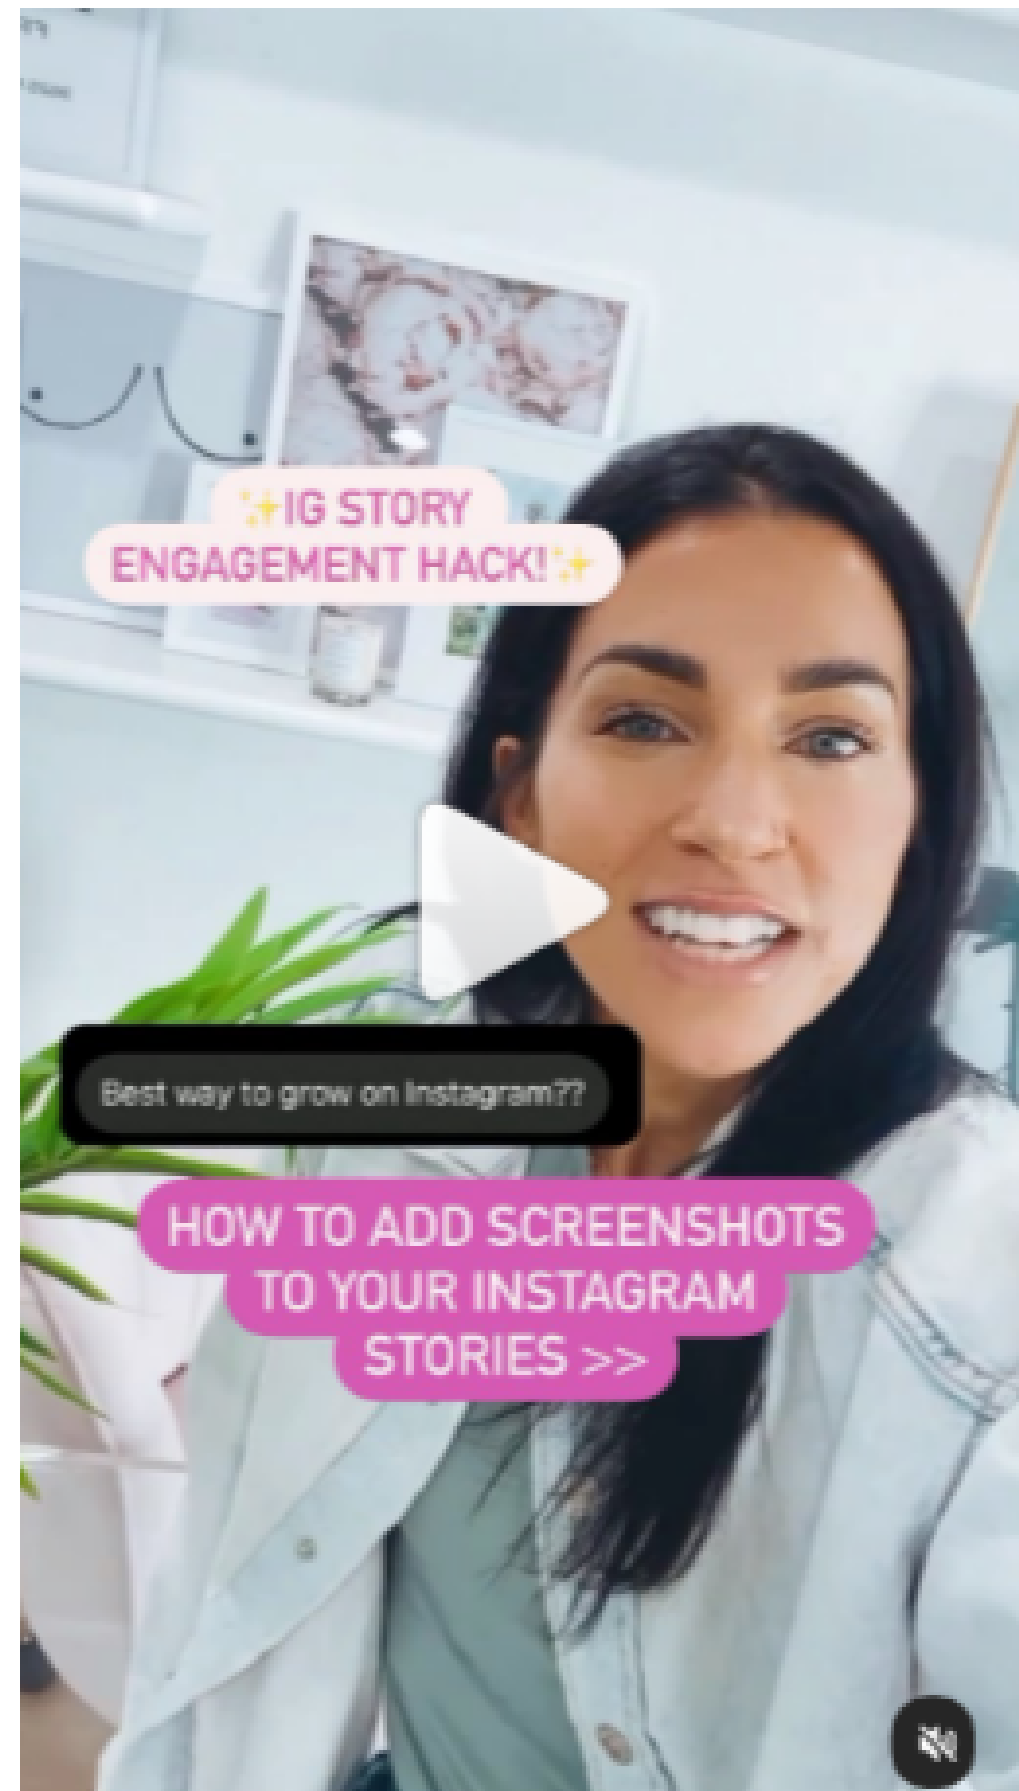 ✨IG STORY
ENGAGEMENT HACK!✨
Best way to grow on Instagram??
HOW TO ADD SCREENSHOTS
TO YOUR INSTAGRAM
STORIES >>